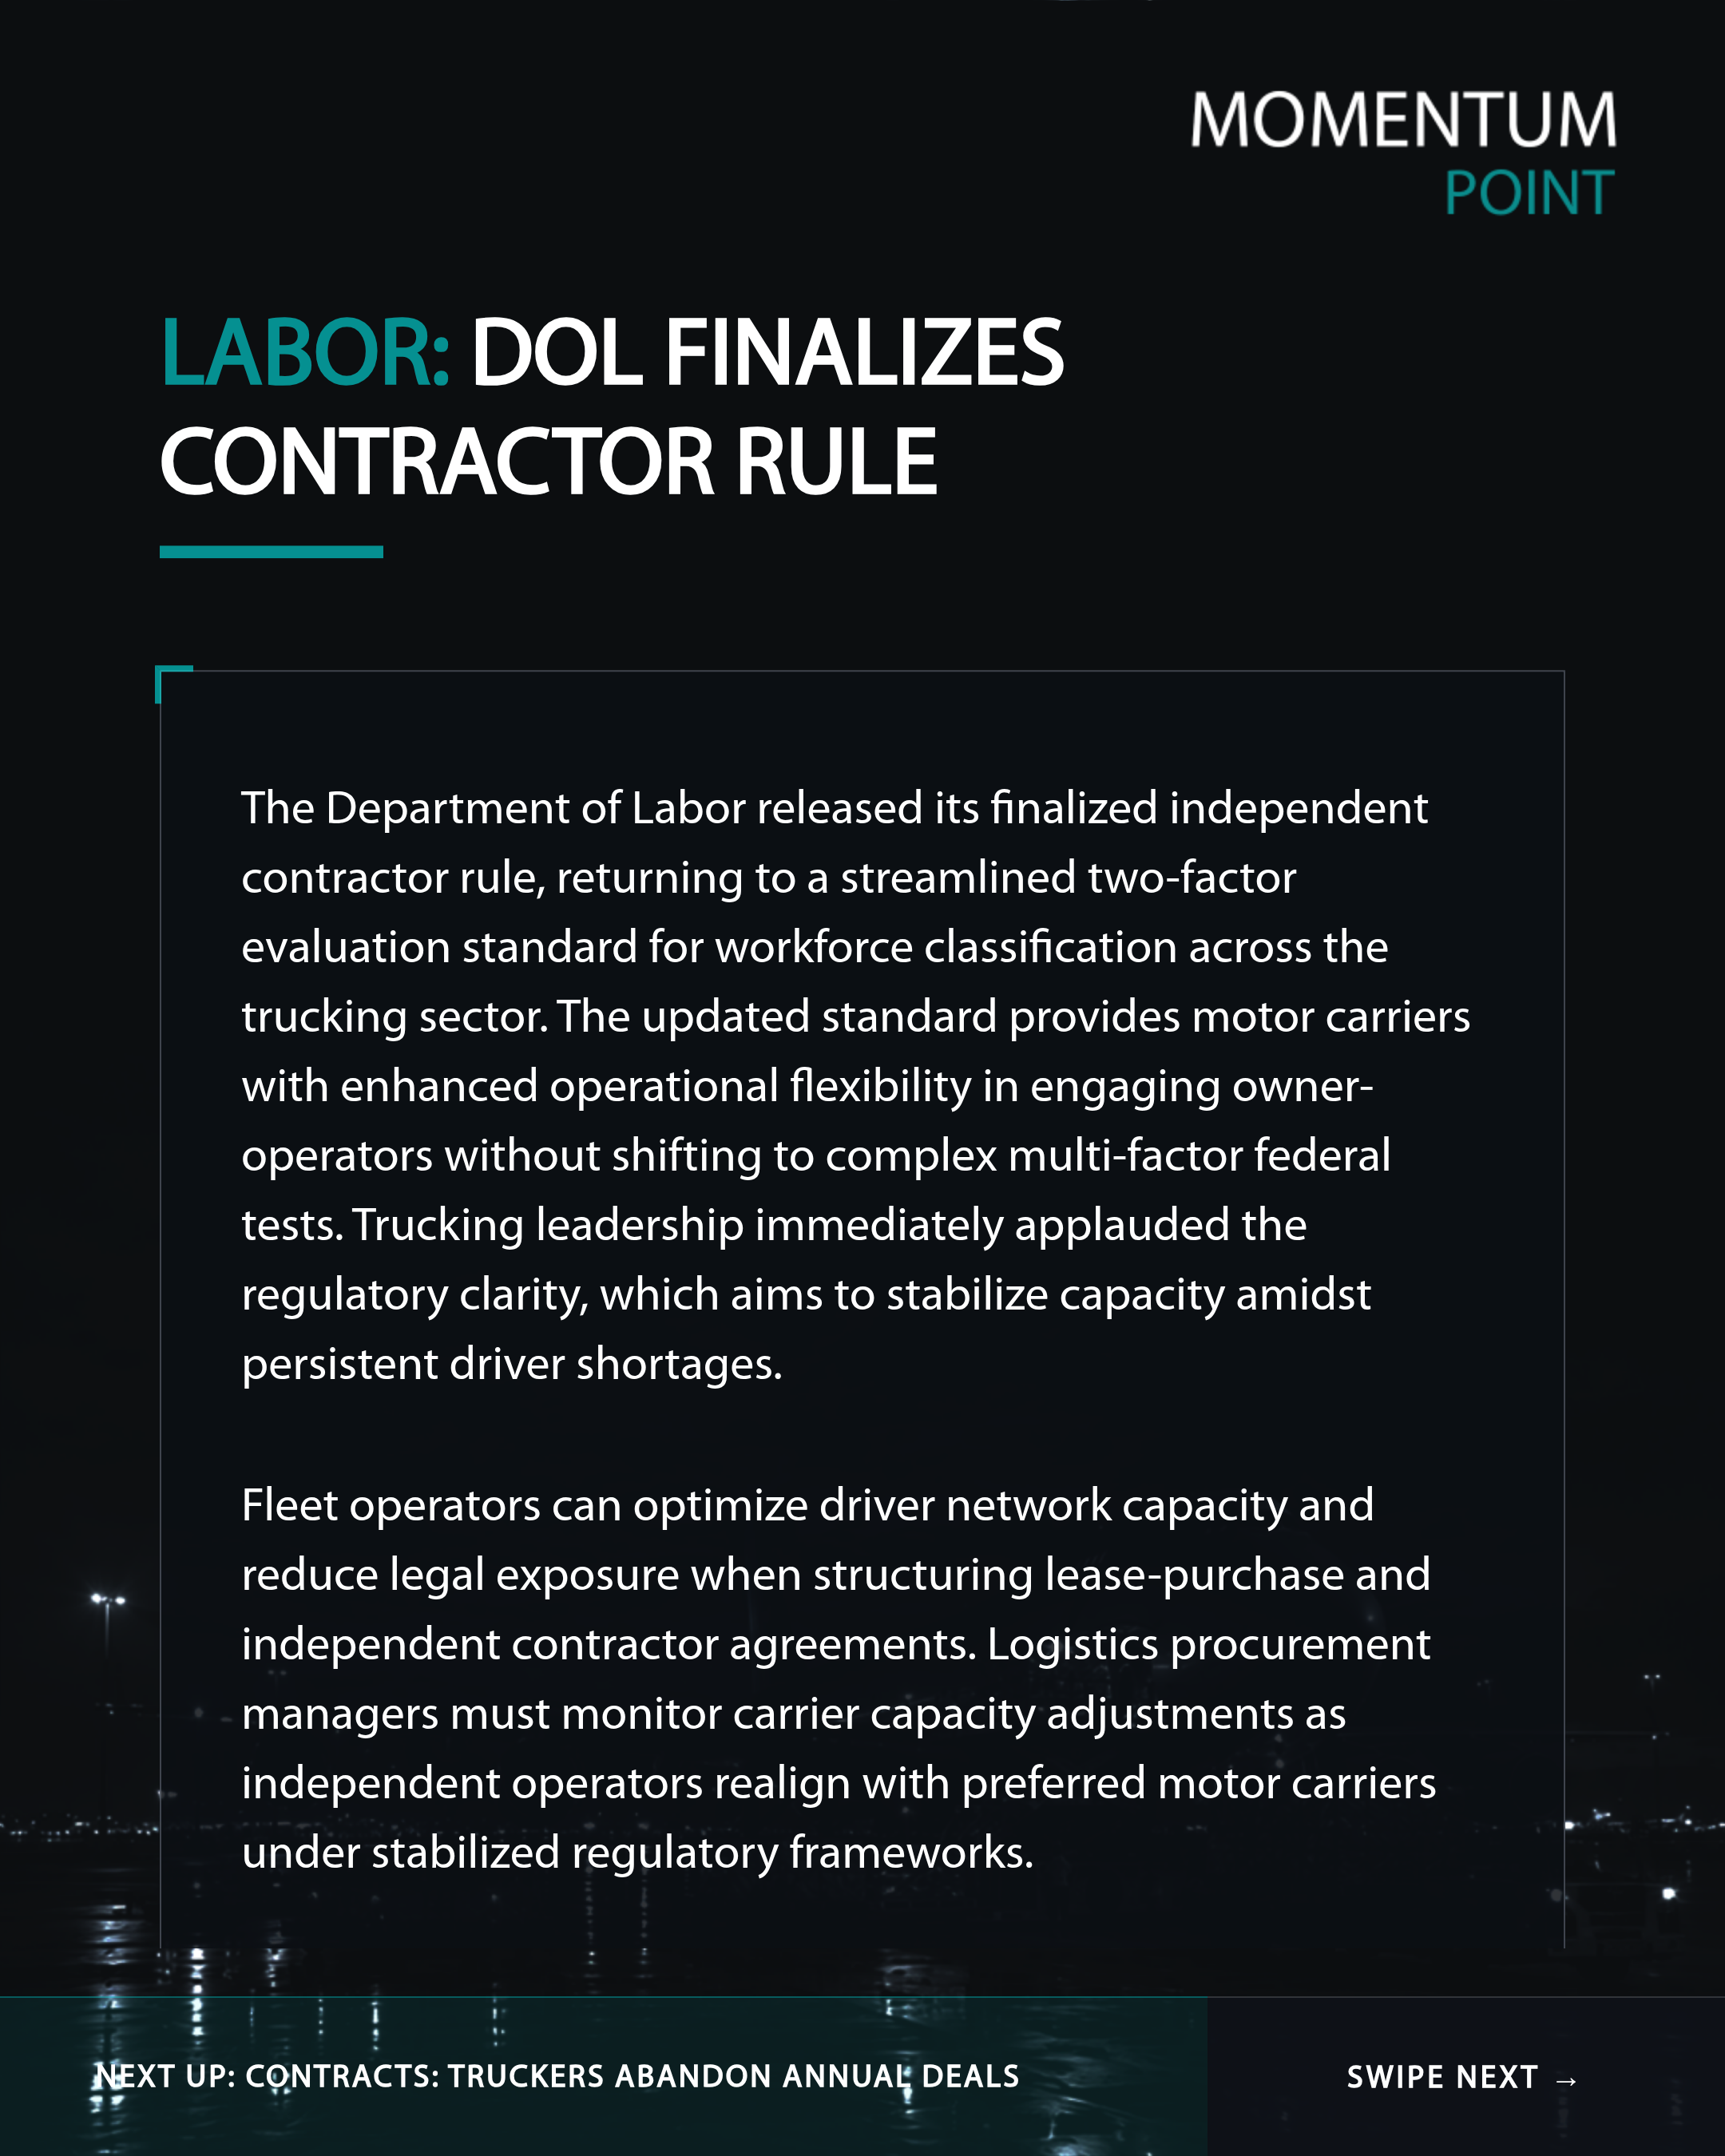 MOMENTUM
POINT
LABOR: DOL FINALIZES
CONTRACTOR RULE
The Department of Labor released its finalized independent
contractor rule, returning to a streamlined two-factor
evaluation standard for workforce classification across the
trucking sector. The updated standard provides motor carriers
with enhanced operational flexibility in engaging owner-
operators without shifting to complex multi-factor federal
tests. Trucking leadership immediately applauded the
regulatory clarity, which aims to stabilize capacity amidst
persistent driver shortages.
Fleet operators can optimize driver network capacity and
reduce legal exposure when structuring lease-purchase and
independent contractor agreements. Logistics procurement
managers must monitor carrier capacity adjustments as
independent operators realign with preferred motor carriers
under stabilized regulatory frameworks.
NEXT UP: CONTRACTS: TRUCKERS ABANDON ANNUAL DEALS
SWIPE NEXT →